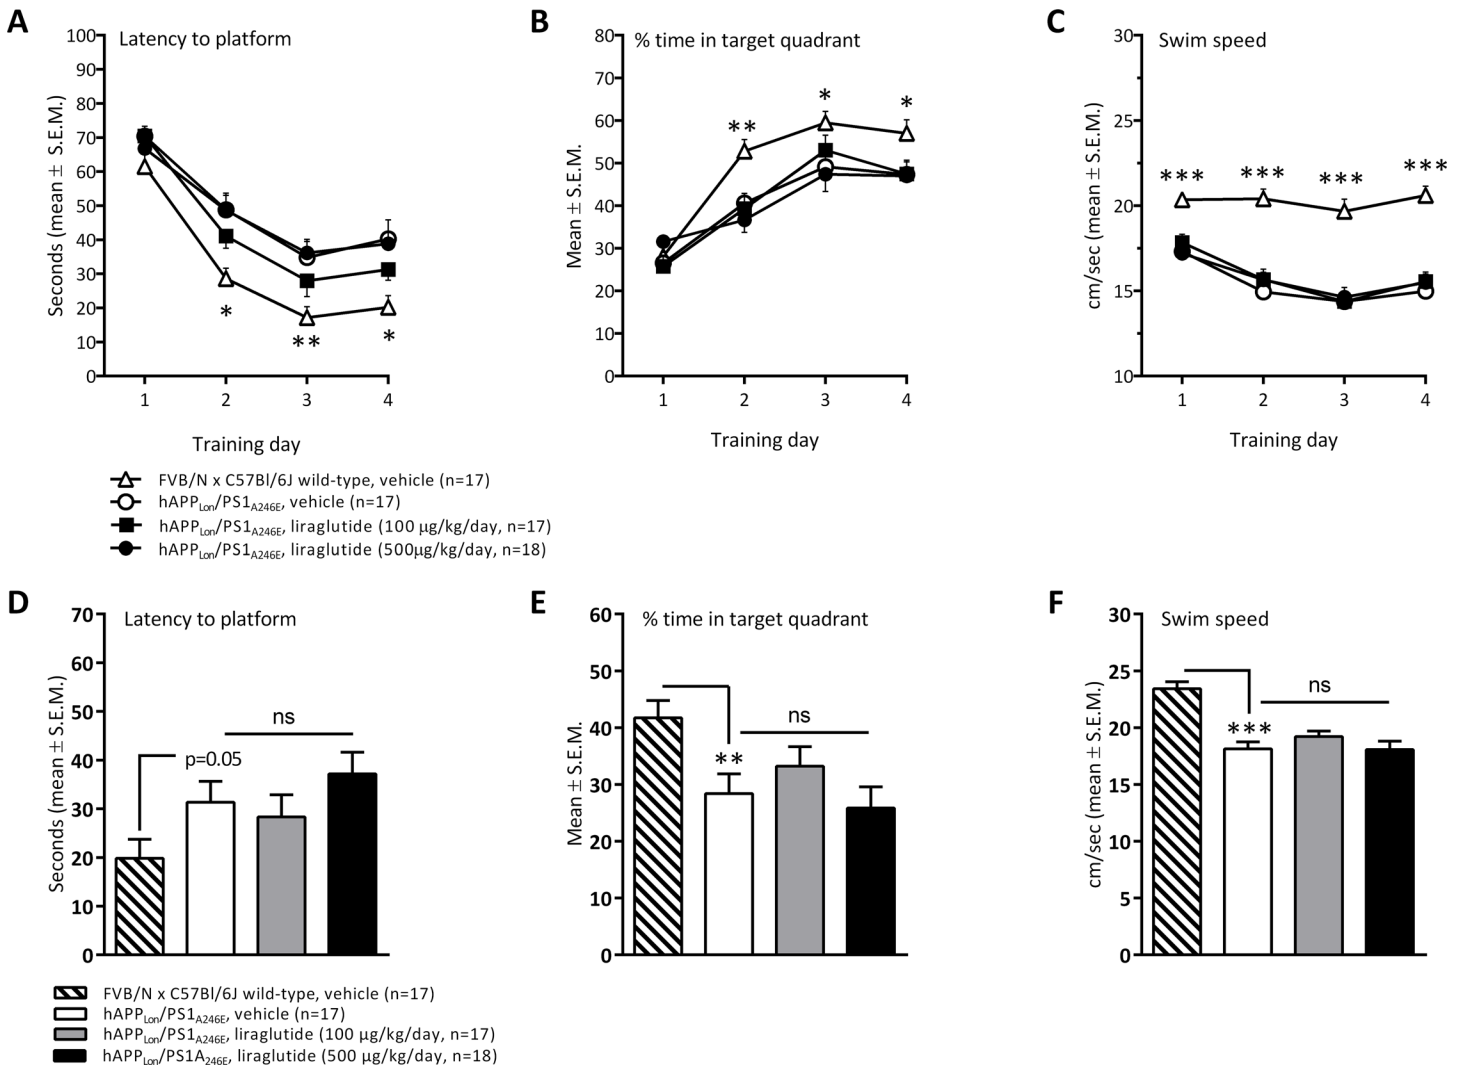 A
Latency to platform
Seconds (mean ± S.E.M.)
100
90
80
70
60
50
40
30
20
10
0
*
**
*
1 2 3 4
Training day
B
% time in target quadrant
Mean ± S.E.M.
80
70
60
50
40
30
20
10
0
**
*
*
1 2 3 4
Training day
C
Swim speed
cm/sec (mean ± S.E.M.)
30
25
20
15
10
*** *** *** ***
1 2 3 4
Training day
FVB/N x C57Bl/6J wild-type, vehicle (n=17)
hAPPLon/PS1A246E, vehicle (n=17)
hAPPLon/PS1A246E, liraglutide (100 µg/kg/day, n=17)
hAPPLon/PS1A246E, liraglutide (500µg/kg/day, n=18)
D
Latency to platform
Seconds (mean ± S.E.M.)
70
60
50
40
30
20
10
0
ns
p=0.05
E
% time in target quadrant
Mean ± S.E.M.
60
50
40
30
20
10
0
ns
**
F
Swim speed
cm/sec (mean ± S.E.M.)
30
25
20
15
10
5
0
ns
***
FVB/N x C57Bl/6J wild-type, vehicle (n=17)
hAPPLon/PS1A246E, vehicle (n=17)
hAPPLon/PS1A246E, liraglutide (100 µg/kg/day, n=17)
hAPPLon/PS1A246E, liraglutide (500 µg/kg/day, n=18)